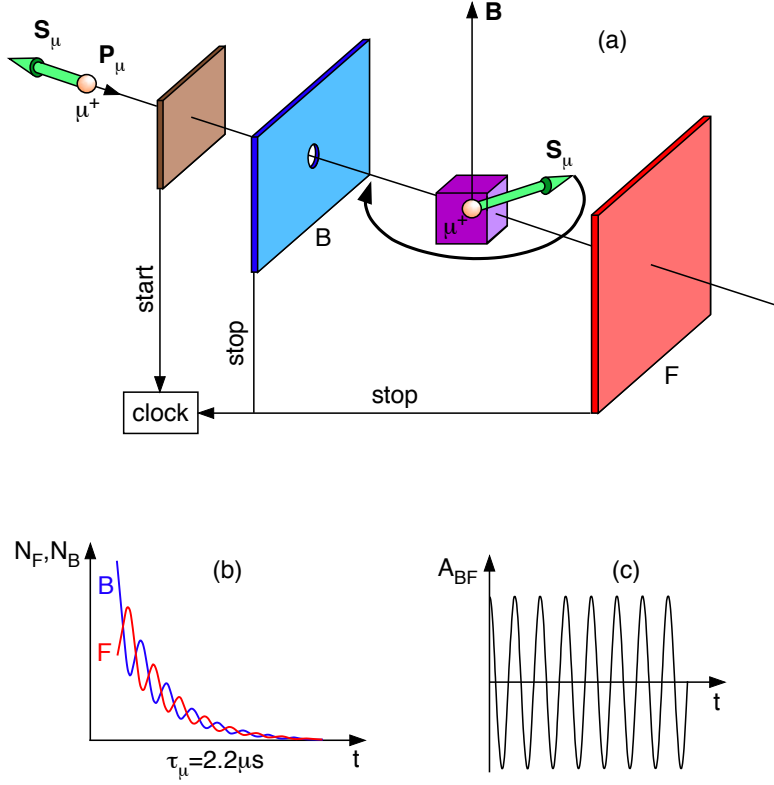 S_μ
P_μ
μ⁺
B
(a)
S_μ
μ⁺
B
F
start
stop
stop
clock
N_F,N_B
(b)
B
F
t
τ_μ=2.2μs
A_BF
(c)
t